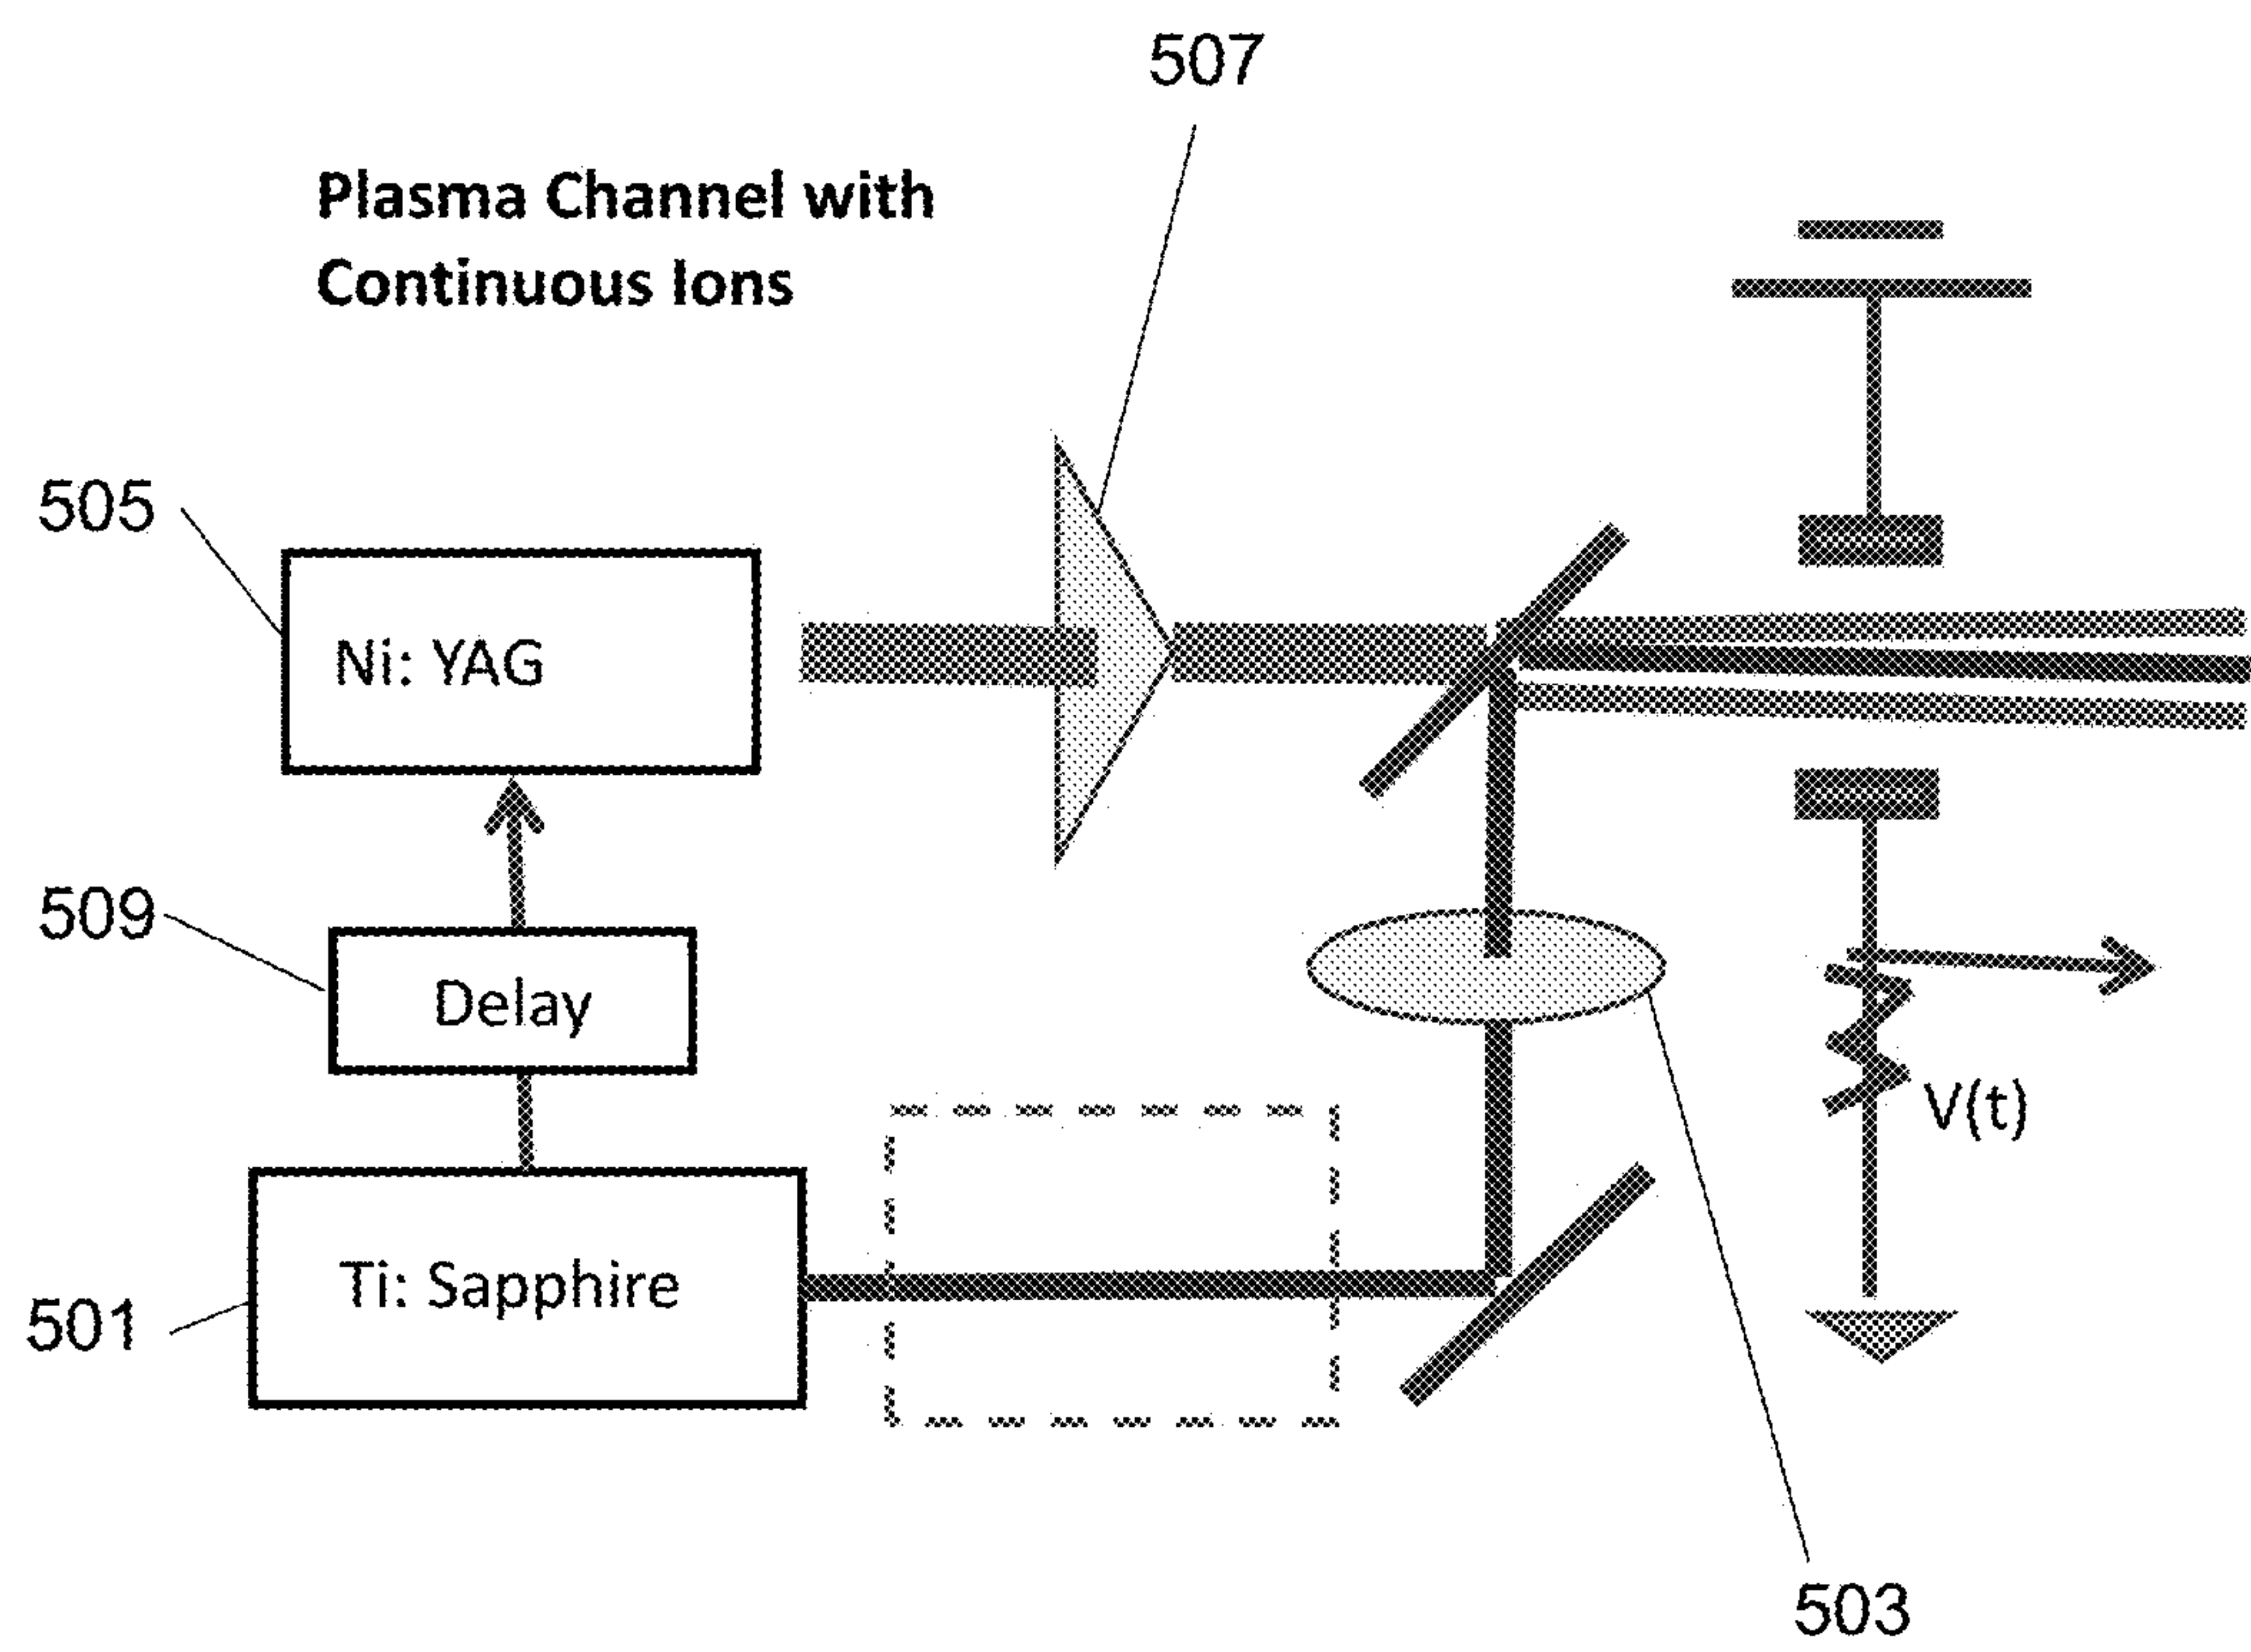 507
Plasma Channel with
Continuous Ions
505
Ni: YAG
509
Delay
V(t)
Ti: Sapphire
501
503